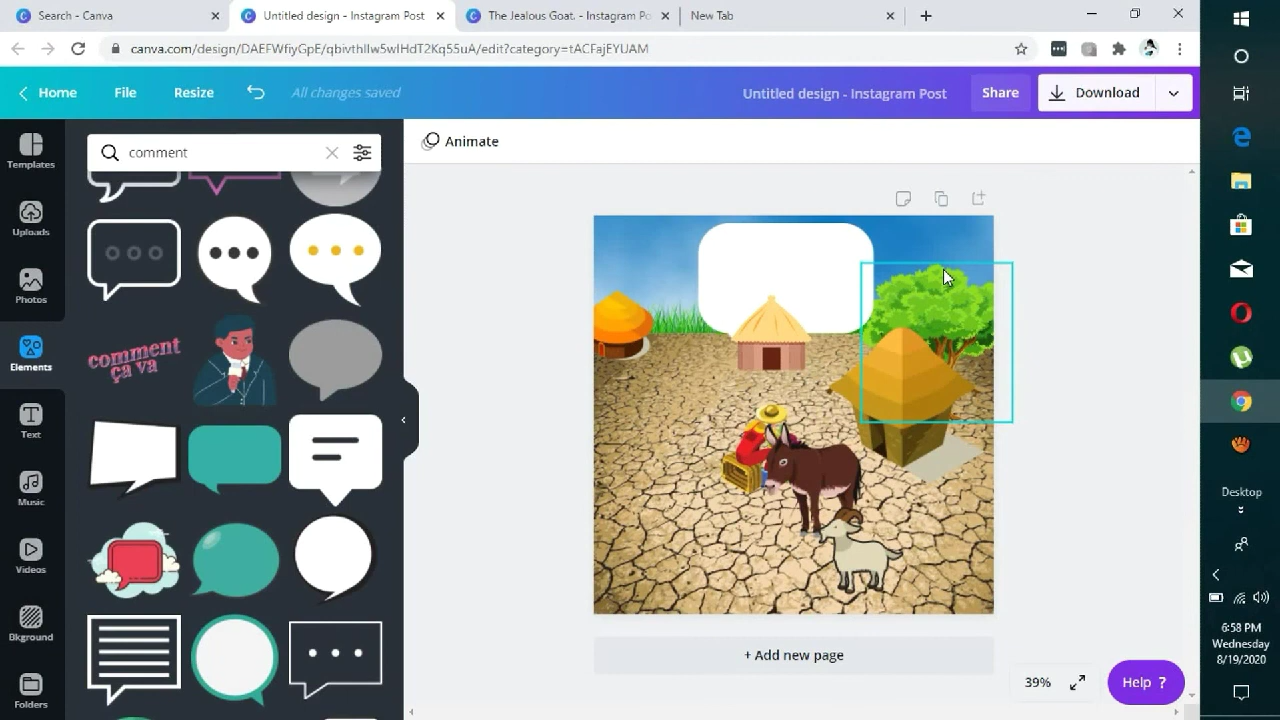 Search - Canva
Untitled design - Instagram Post
The Jealous Goat. - Instagram Po
New Tab
canva.com/design/DAEFWfiyGpE/qbivthlIw5wIHdT2Kq55uA/edit?category=tACFajEYUAM
Home
File
Resize
All changes saved
Untitled design - Instagram Post
Share
Download
Templates
comment
Animate
Uploads
Photos
comment
ça va
Elements
Text
Music
Videos
Bkground
Folders
+ Add new page
39%
Help ?
Desktop
6:58 PM
Wednesday
8/19/2020